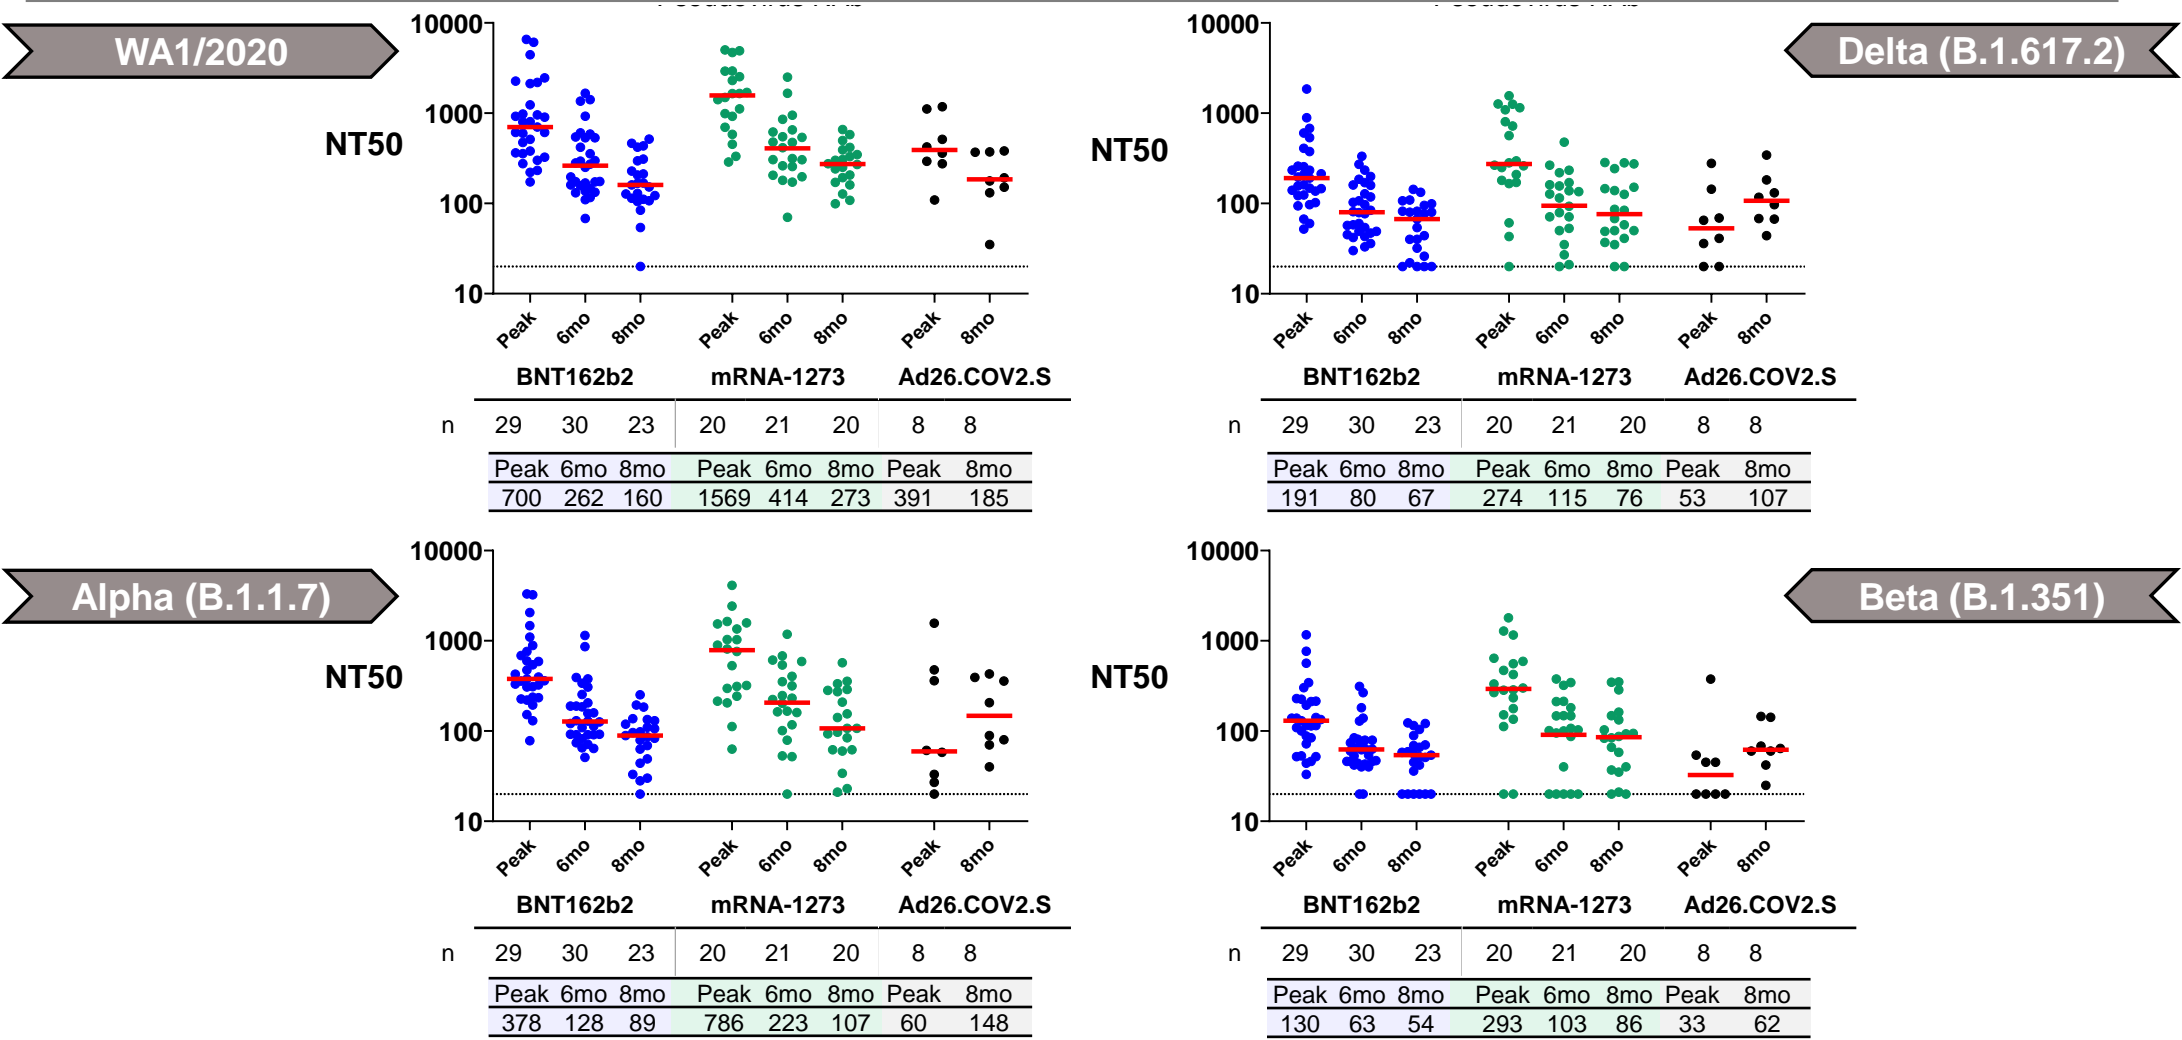 WA1/2020
NT50
10000
1000
100
10
Peak 6mo 8mo Peak 6mo 8mo Peak 8mo
BNT162b2 mRNA-1273 Ad26.COV2.S
n 29 30 23 20 21 20 8 8
Peak 6mo 8mo Peak 6mo 8mo Peak 8mo
700 262 160 1569 414 273 391 185
Delta (B.1.617.2)
NT50
10000
1000
100
10
Peak 6mo 8mo Peak 6mo 8mo Peak 8mo
BNT162b2 mRNA-1273 Ad26.COV2.S
n 29 30 23 20 21 20 8 8
Peak 6mo 8mo Peak 6mo 8mo Peak 8mo
191 80 67 274 115 76 53 107
Alpha (B.1.1.7)
NT50
10000
1000
100
10
Peak 6mo 8mo Peak 6mo 8mo Peak 8mo
BNT162b2 mRNA-1273 Ad26.COV2.S
n 29 30 23 20 21 20 8 8
Peak 6mo 8mo Peak 6mo 8mo Peak 8mo
378 128 89 786 223 107 60 148
Beta (B.1.351)
NT50
10000
1000
100
10
Peak 6mo 8mo Peak 6mo 8mo Peak 8mo
BNT162b2 mRNA-1273 Ad26.COV2.S
n 29 30 23 20 21 20 8 8
Peak 6mo 8mo Peak 6mo 8mo Peak 8mo
130 63 54 293 103 86 33 62